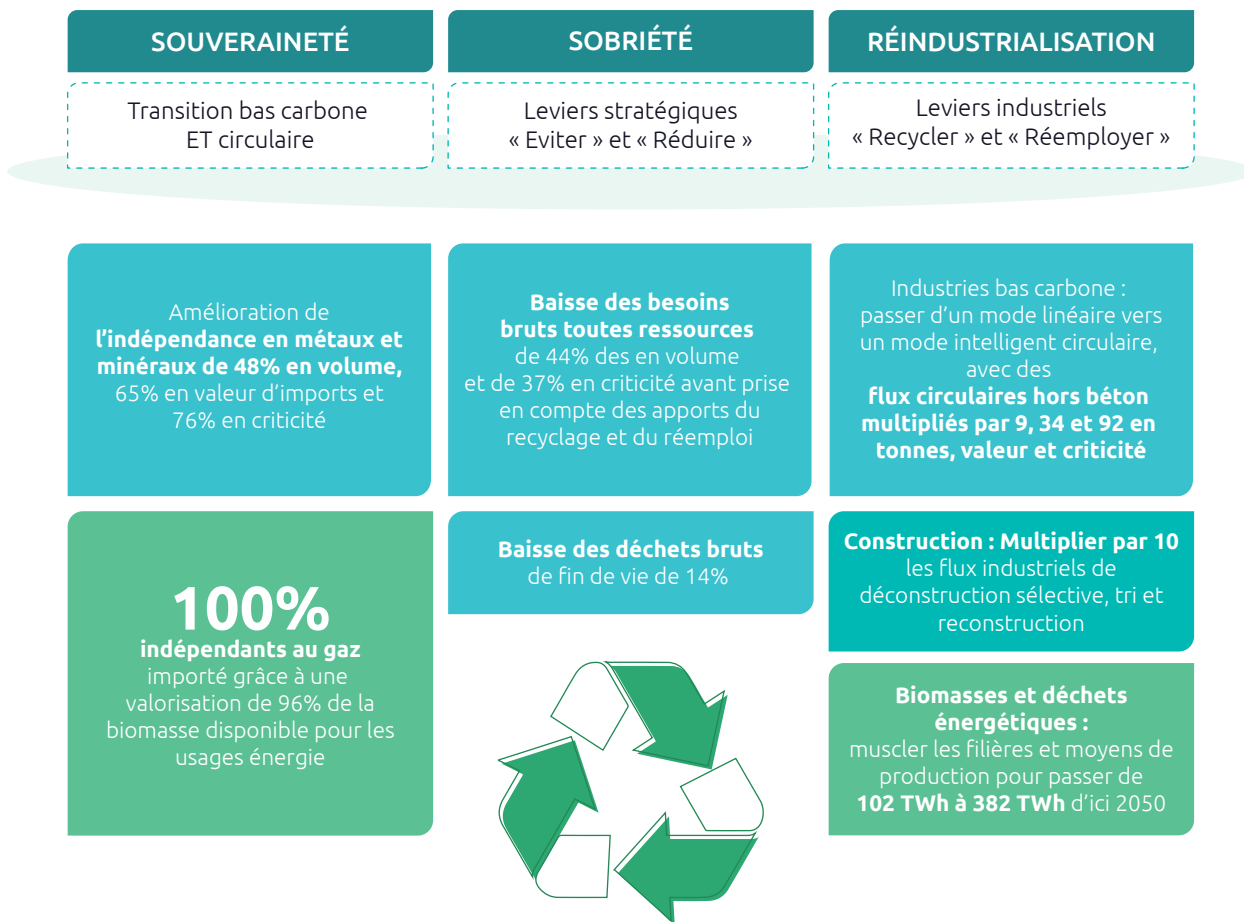 SOUVERAINETÉ
Transition bas carbone
ET circulaire
Amélioration de
l'indépendance en métaux et
minéraux de 48% en volume,
65% en valeur d'imports et
76% en criticité
100%
indépendants au gaz
importé grâce à une
valorisation de 96% de la
biomasse disponible pour les
usages énergie
SOBRIÉTÉ
Leviers stratégiques
« Eviter » et « Réduire »
Baisse des besoins
bruts toutes ressources
de 44% des en volume
et de 37% en criticité avant prise
en compte des apports du
recyclage et du réemploi
Baisse des déchets bruts
de fin de vie de 14%
RÉINDUSTRIALISATION
Leviers industriels
« Recycler » et « Réemployer »
Industries bas carbone :
passer d'un mode linéaire vers
un mode intelligent circulaire,
avec des
flux circulaires hors béton
multipliés par 9, 34 et 92 en
tonnes, valeur et criticité
Construction : Multiplier par 10
les flux industriels de
déconstruction sélective, tri et
reconstruction
Biomasses et déchets
énergétiques :
muscler les filières et moyens de
production pour passer de
102 TWh à 382 TWh d'ici 2050